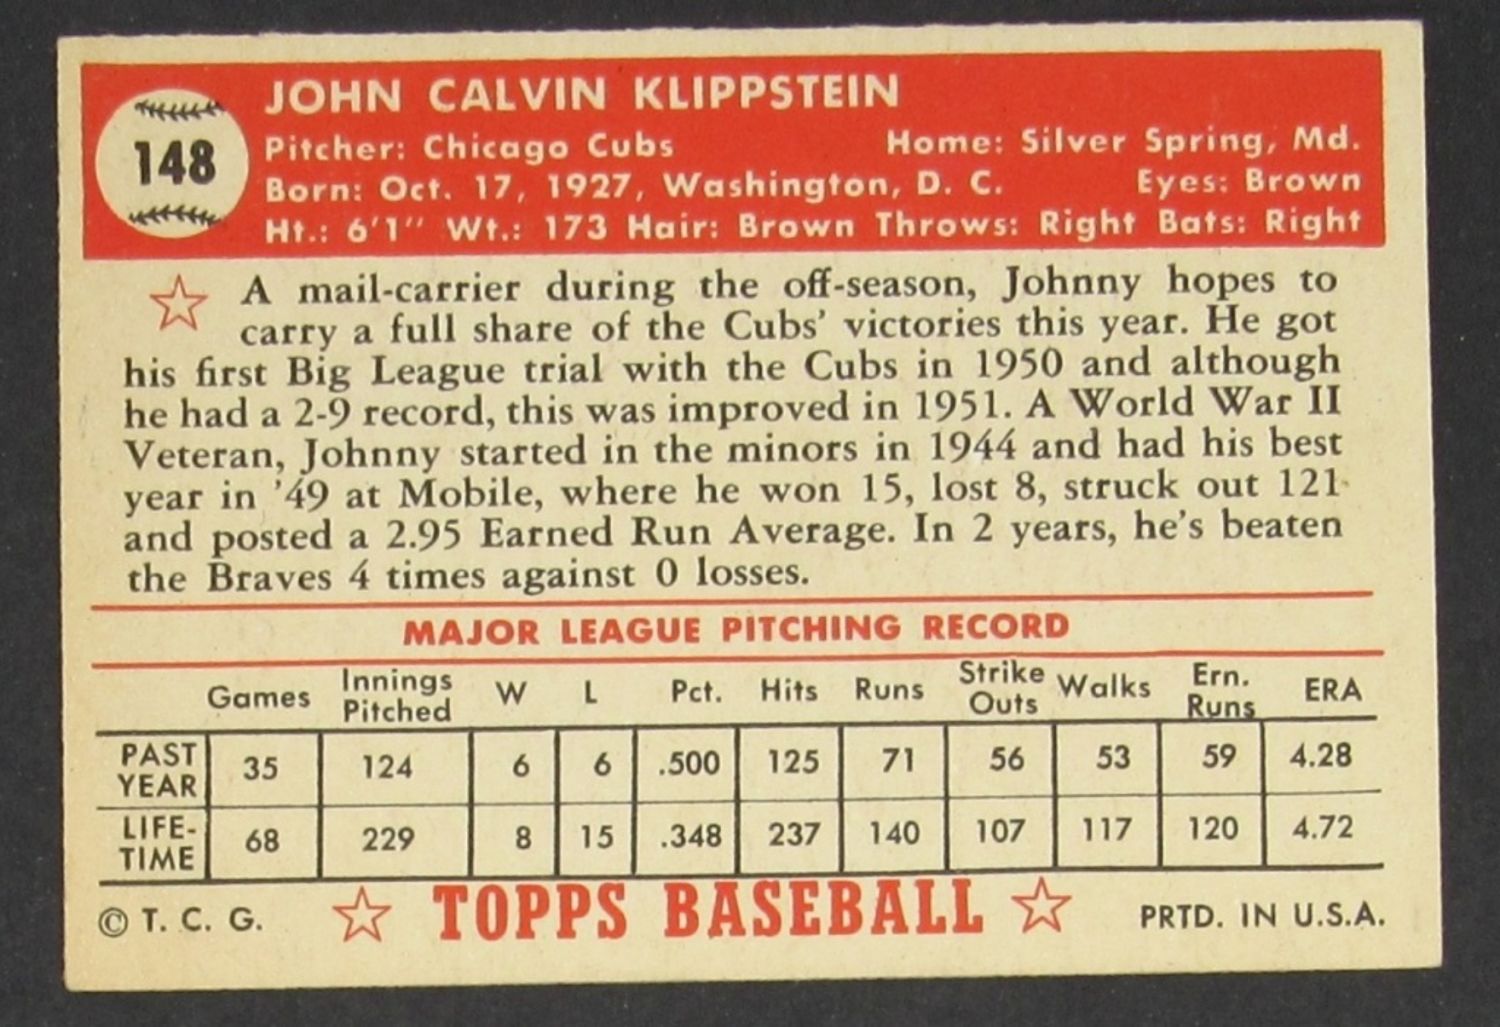 148
JOHN CALVIN KLIPPSTEIN
Pitcher: Chicago Cubs Home: Silver Spring, Md.
Born: Oct. 17, 1927, Washington, D. C. Eyes: Brown
Ht.: 6'1" Wt.: 173 Hair: Brown Throws: Right Bats: Right
A mail-carrier during the off-season, Johnny hopes to
carry a full share of the Cubs' victories this year. He got
his first Big League trial with the Cubs in 1950 and although
he had a 2-9 record, this was improved in 1951. A World War II
Veteran, Johnny started in the minors in 1944 and had his best
year in '49 at Mobile, where he won 15, lost 8, struck out 121
and posted a 2.95 Earned Run Average. In 2 years, he's beaten
the Braves 4 times against 0 losses.
MAJOR LEAGUE PITCHING RECORD
Games Innings Pitched W L Pct. Hits Runs Strike Outs Walks Ern. Runs ERA
PAST YEAR 35 124 6 6 .500 125 71 56 53 59 4.28
LIFE-TIME 68 229 8 15 .348 237 140 107 117 120 4.72
© T. C. G. TOPPS BASEBALL PRTD. IN U.S.A.